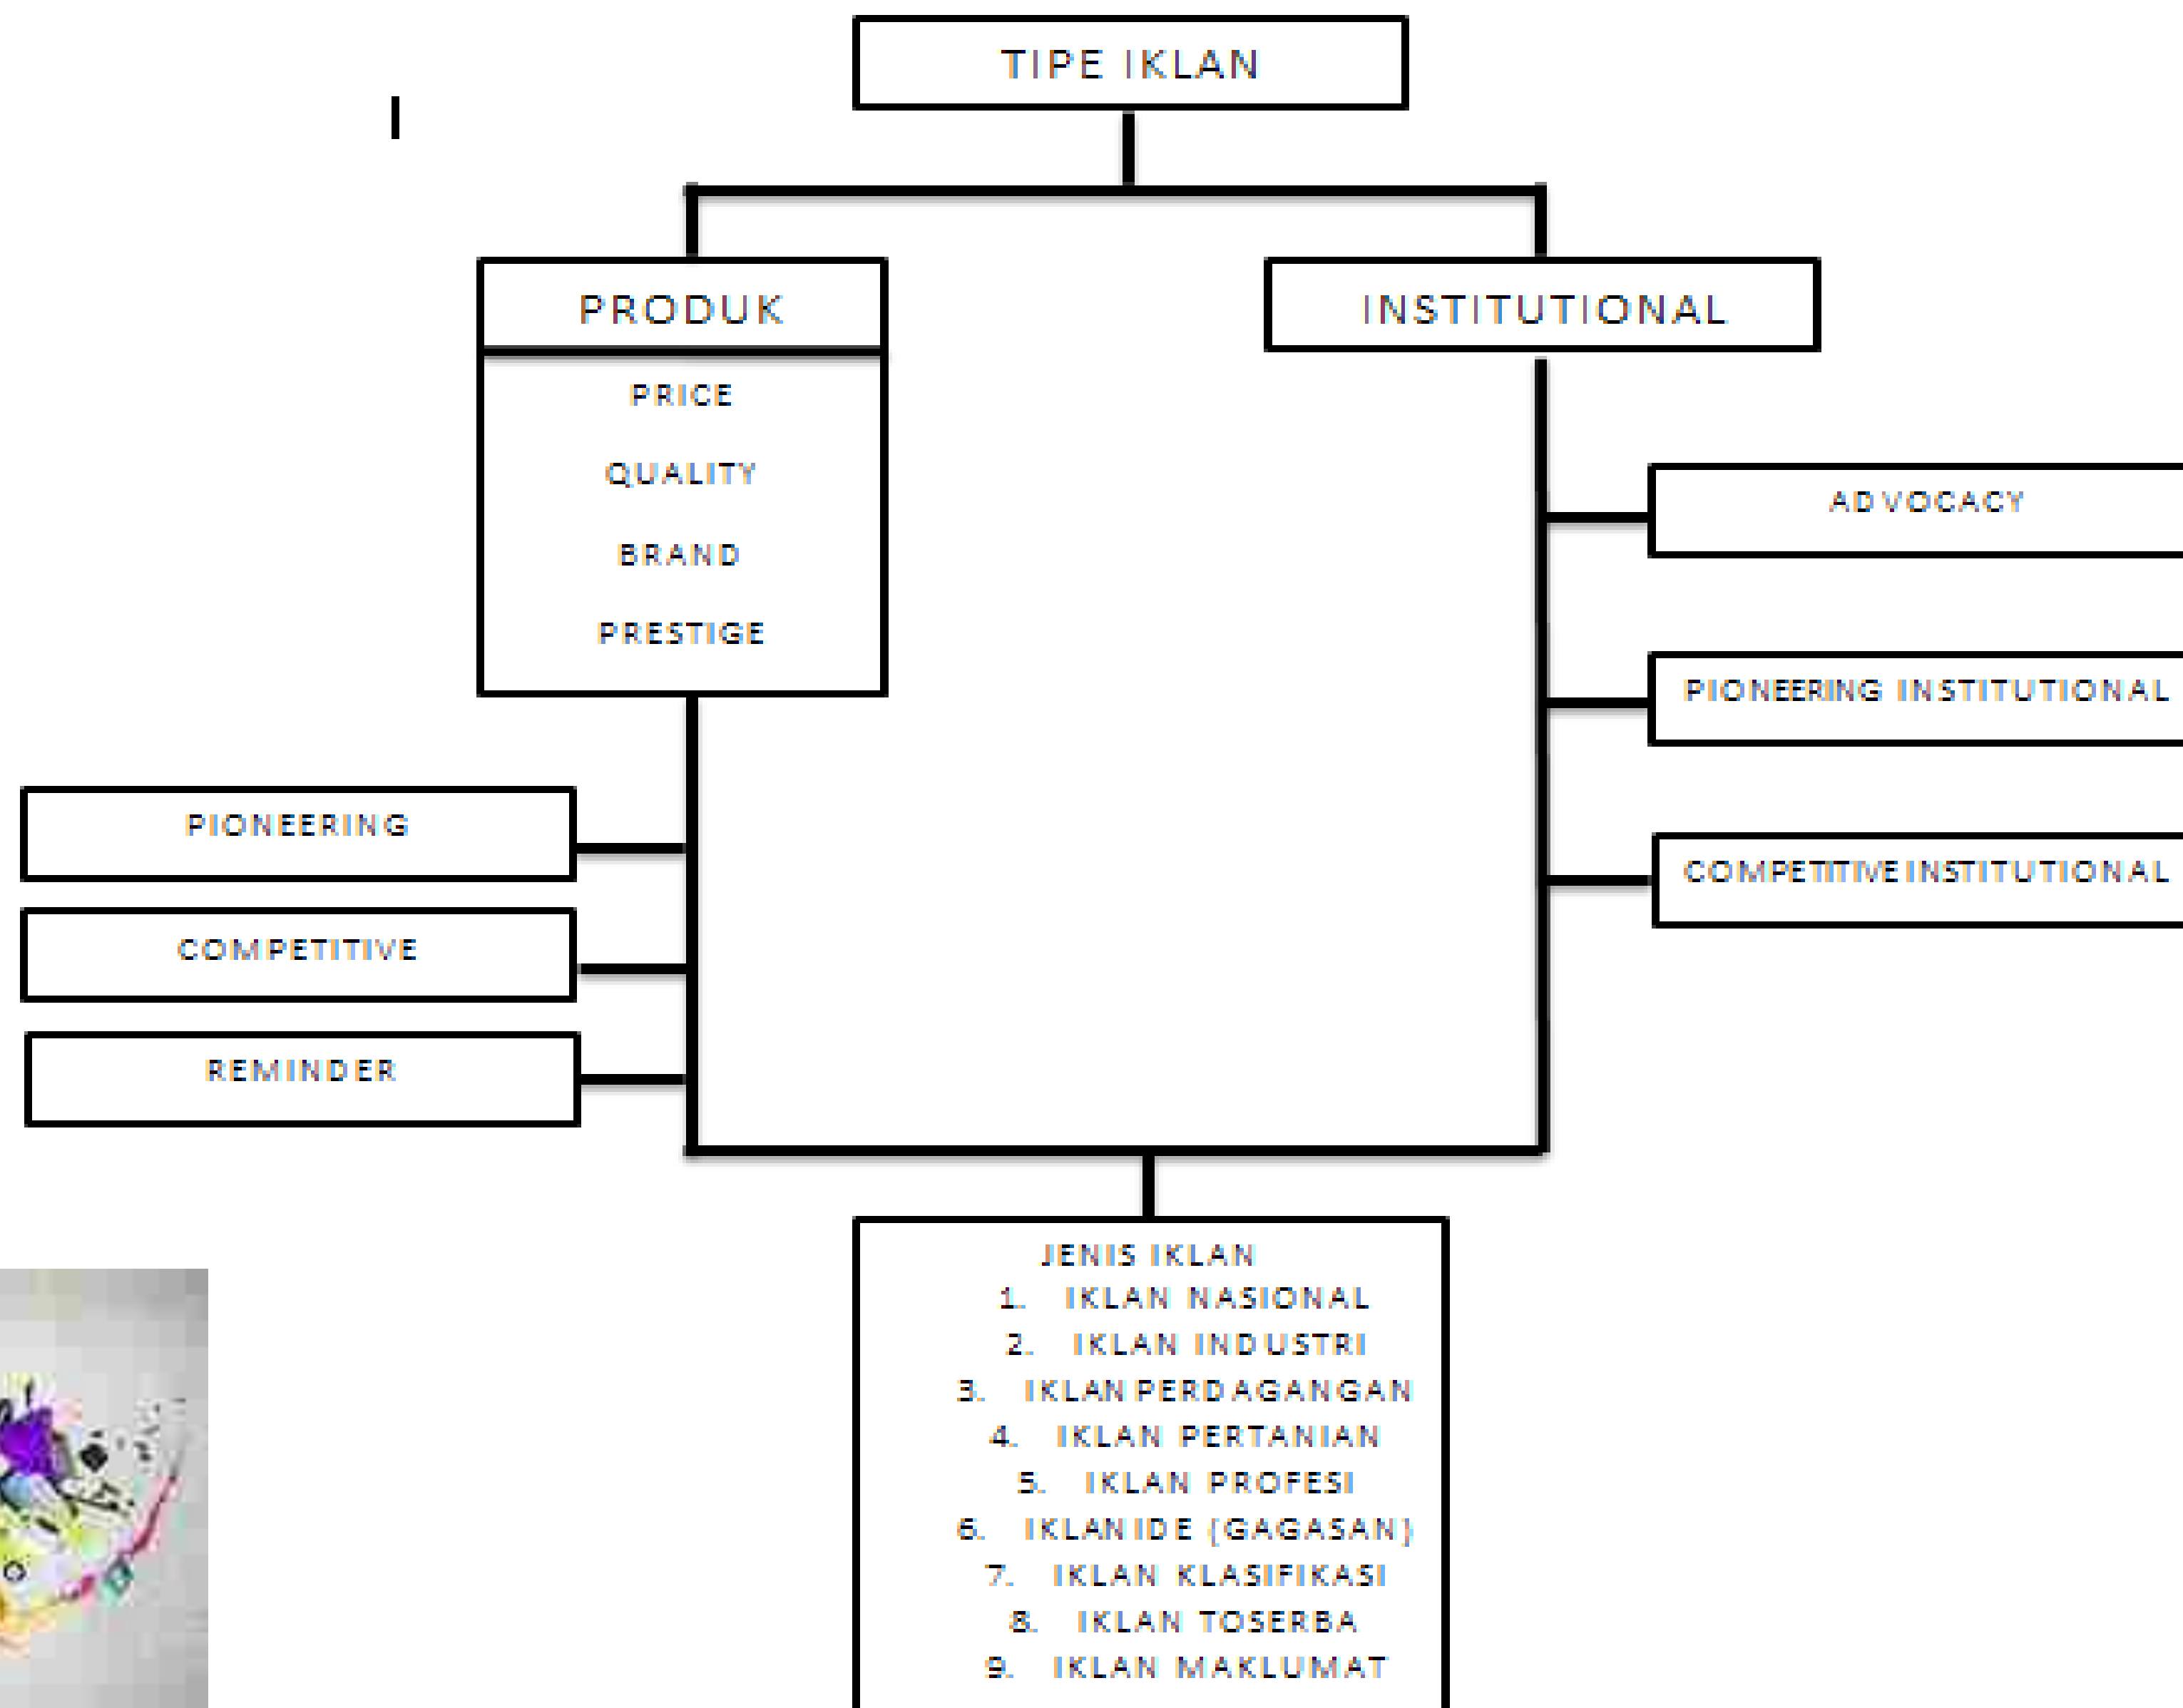 TIPE IKLAN
PRODUK
PRICE
QUALITY
BRAND
PRESTIGE
INSTITUTIONAL
ADVOCACY
PIONEERING INSTITUTIONAL
COMPETITIVE INSTITUTIONAL
PIONEERING
COMPETITIVE
REMINDER
JENIS IKLAN
1. IKLAN NASIONAL
2. IKLAN INDUSTRI
3. IKLAN PERDAGANGAN
4. IKLAN PERTANIAN
5. IKLAN PROFESI
6. IKLAN IDE (GAGASAN)
7. IKLAN KLASIFIKASI
8. IKLAN TOSERBA
9. IKLAN MAKLUMAT